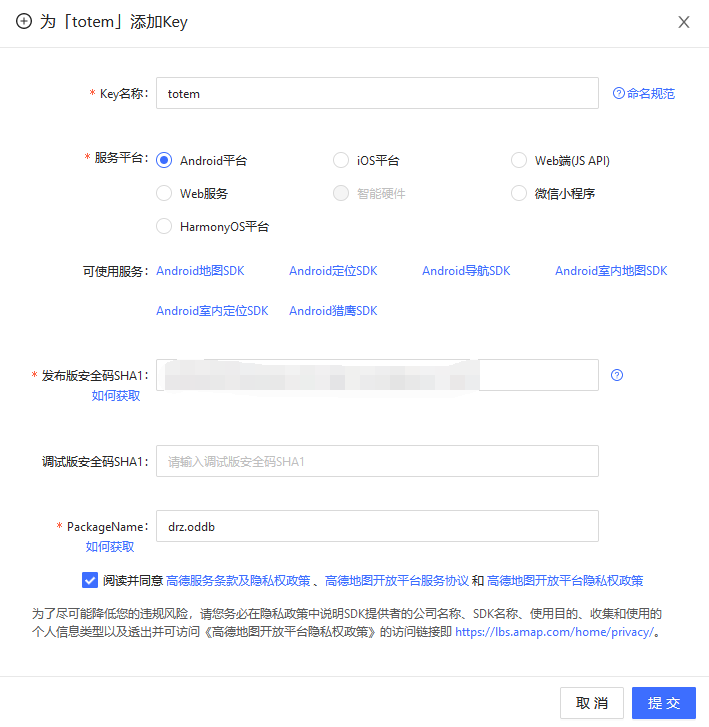 为「totem」添加Key
* Key名称： totem 命名规范
* 服务平台： Android平台 iOS平台 Web端(JS API)
Web服务 智能硬件 微信小程序
HarmonyOS平台
可使用服务： Android地图SDK Android定位SDK Android导航SDK Android室内地图SDK
Android室内定位SDK Android猎鹰SDK
* 发布版安全码SHA1：
如何获取
调试版安全码SHA1： 请输入调试版安全码SHA1
* PackageName： drz.oddb
如何获取
阅读并同意 高德服务条款及隐私权政策 、高德地图开放平台服务协议 和 高德地图开放平台隐私权政策
为了尽可能降低您的违规风险，请您务必在隐私政策中说明SDK提供者的公司名称、SDK名称、使用目的、收集和使用的
个人信息类型以及透出并可访问《高德地图开放平台隐私权政策》的访问链接即 https://lbs.amap.com/home/privacy/。
取 消 提 交